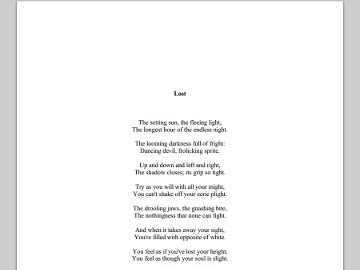 Lost
The setting sun, the fleeing light,
The longest hour of the endless night.
The looming darkness full of fright:
Dancing devil, frolicking sprite.
Up and down and left and right,
The shadow closes; its grip so tight.
Try as you will with all your might,
You can't shake off your eerie plight.
The drooling jaws, the gnashing bite,
The nothingness that none can fight.
And when it takes away your sight,
You're filled with opposite of white.
You feel as if you've lost your height,
You feel as though your soul is slight.